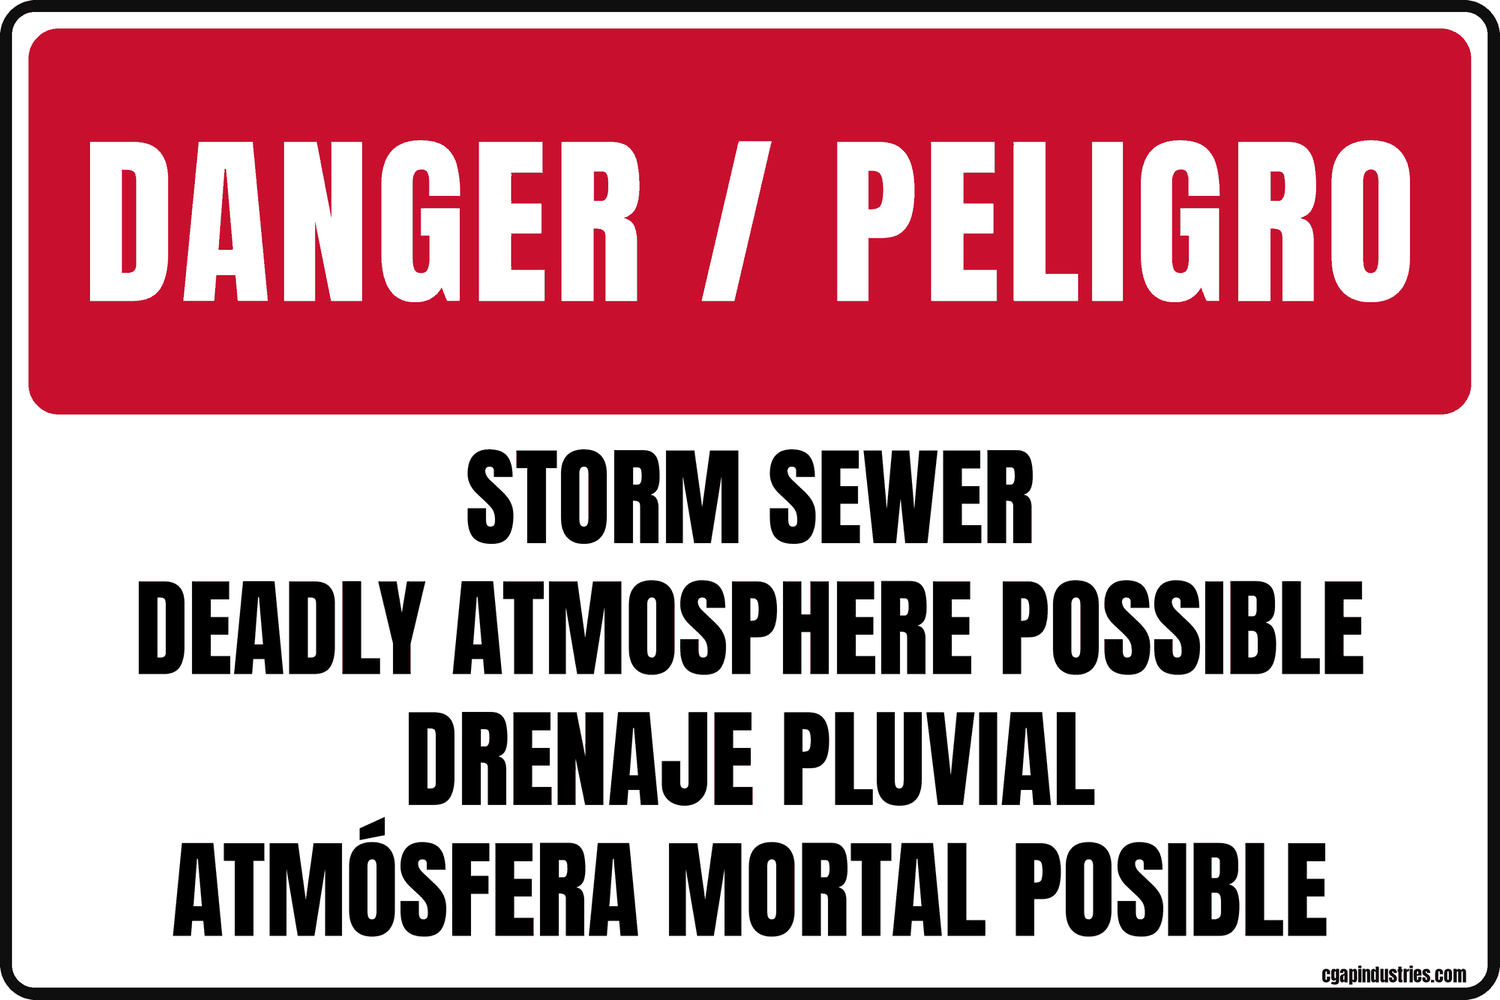 DANGER / PELIGRO
STORM SEWER
DEADLY ATMOSPHERE POSSIBLE
DRENAJE PLUVIAL
ATMÓSFERA MORTAL POSIBLE
cgapindustries.com